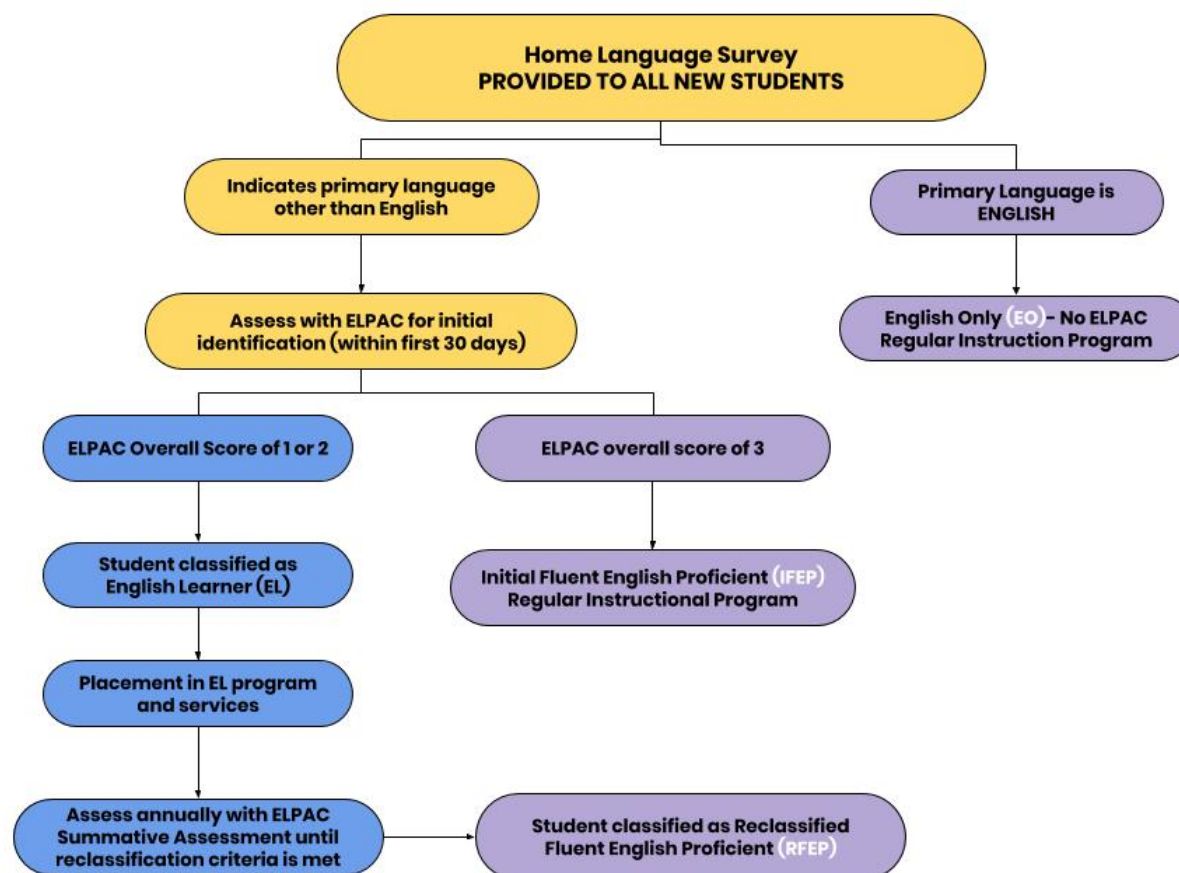 Home Language Survey
PROVIDED TO ALL NEW STUDENTS
Indicates primary language
other than English
Primary Language is
ENGLISH
Assess with ELPAC for initial
identification (within first 30 days)
English Only (EO)- No ELPAC
Regular Instruction Program
ELPAC Overall Score of 1 or 2
ELPAC overall score of 3
Student classified as
English Learner (EL)
Initial Fluent English Proficient (IFEP)
Regular Instructional Program
Placement in EL program
and services
Assess annually with ELPAC
Summative Assessment until
reclassification criteria is met
Student classified as Reclassified
Fluent English Proficient (RFEP)